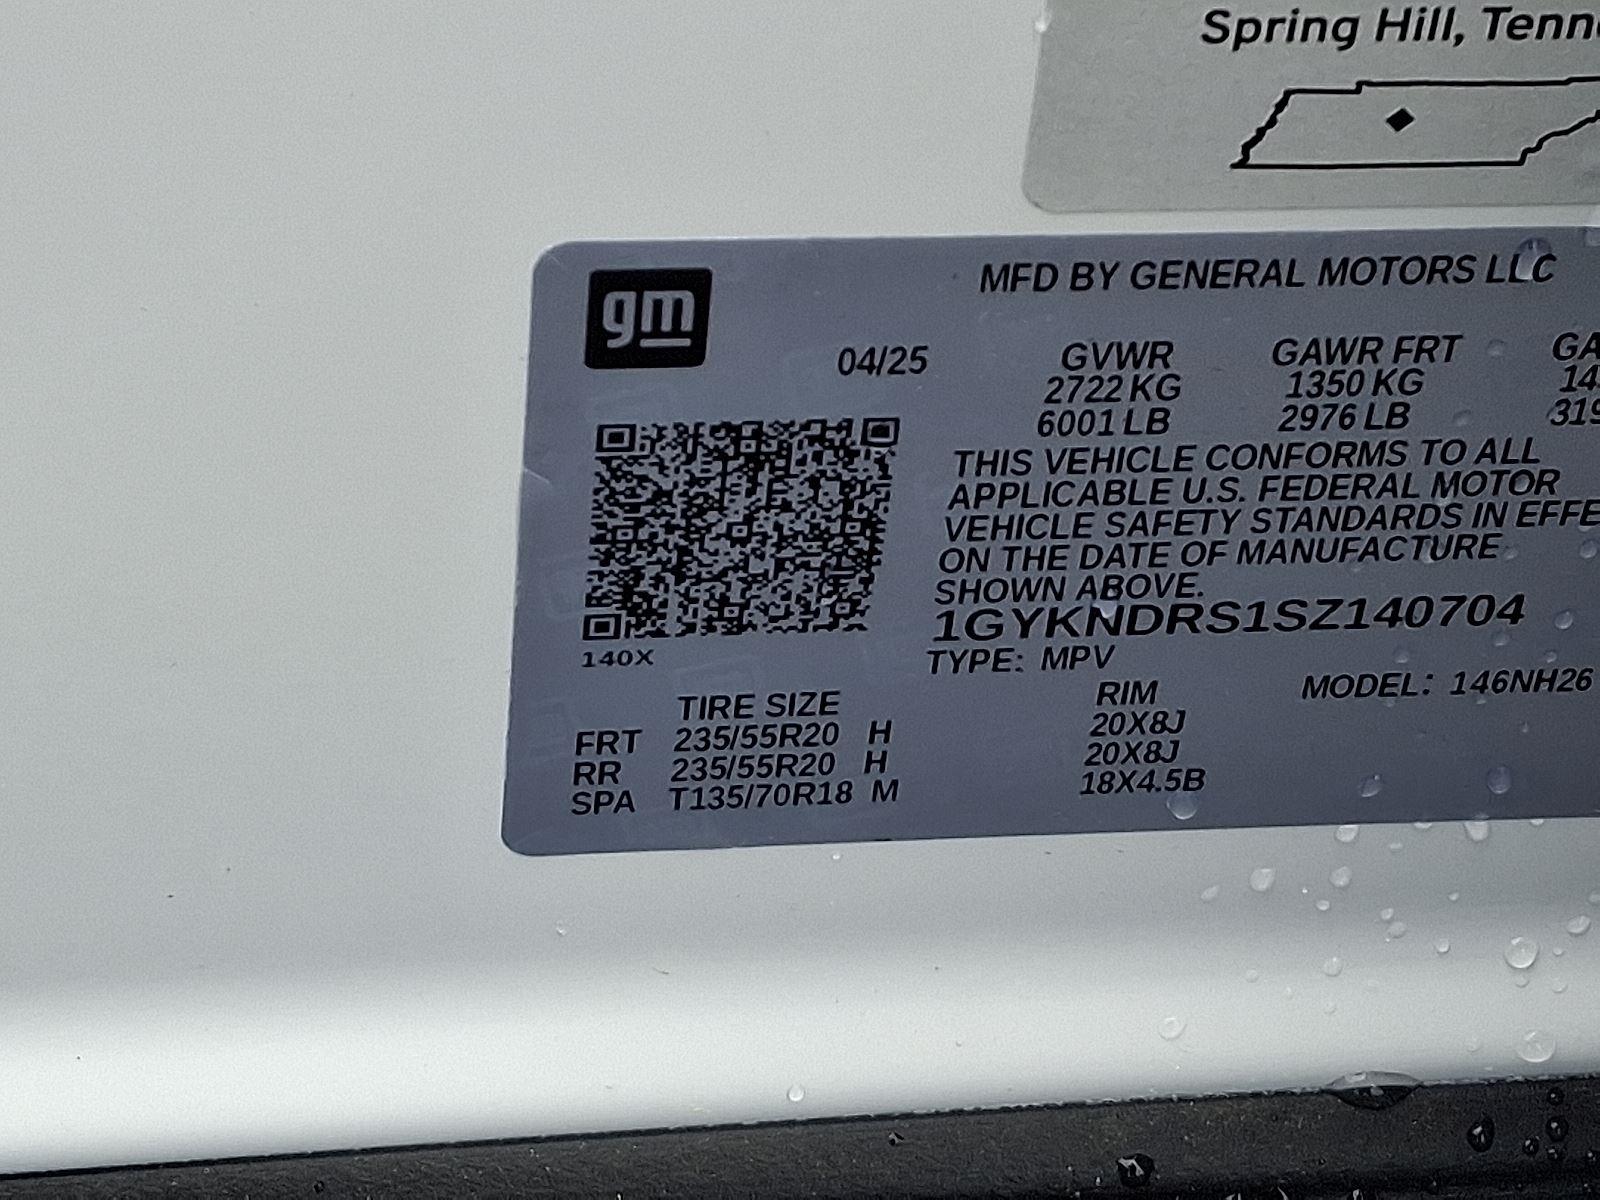 Spring Hill, Tenn
gm
MFD BY GENERAL MOTORS LLC
04/25
GVWR GAWR FRT GA
2722 KG 1350 KG 14
6001 LB 2976 LB 319
THIS VEHICLE CONFORMS TO ALL
APPLICABLE U.S. FEDERAL MOTOR
VEHICLE SAFETY STANDARDS IN EFFE
ON THE DATE OF MANUFACTURE
SHOWN ABOVE.
1GYKNDRS1SZ140704
140X
TYPE: MPV
MODEL: 146NH26
TIRE SIZE RIM
FRT 235/55R20 H 20X8J
RR 235/55R20 H 20X8J
SPA T135/70R18 M 18X4.5B